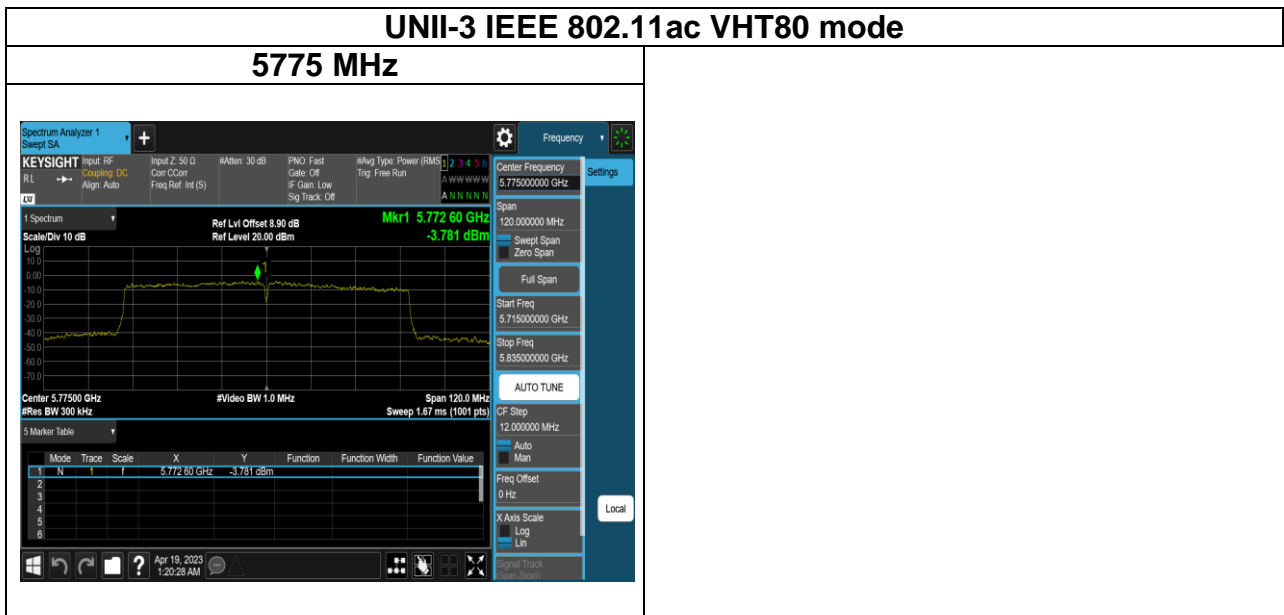 UNII-3 IEEE 802.11ac VHT80 mode
5775 MHz
Spectrum Analyzer 1
Swept SA
+
Frequency
KEYSIGHT
RL
LXI
Input: RF
Coupling: DC
Align: Auto
Input Z: 50 Ω
Corr CCorr
Freq Ref: Int (S)
#Atten: 30 dB
PNO: Fast
Gate: Off
IF Gain: Low
Sig Track: Off
#Avg Type: Power (RMS
Trig: Free Run
1 2 3 4 5 6
A W W W W W
A N N N N N
1 Spectrum
Scale/Div 10 dB
Ref Lvl Offset 8.90 dB
Ref Level 20.00 dBm
Mkr1 5.772 60 GHz
-3.781 dBm
Log
10.0
0.00
-10.0
-20.0
-30.0
-40.0
-50.0
-60.0
-70.0
1
Center 5.77500 GHz
#Res BW 300 kHz
#Video BW 1.0 MHz
Span 120.0 MHz
Sweep 1.67 ms (1001 pts)
5 Marker Table
Mode Trace Scale X Y Function Function Width Function Value
1 N 1 f 5.772 60 GHz -3.781 dBm
2
3
4
5
6
Center Frequency
5.775000000 GHz
Settings
Span
120.000000 MHz
Swept Span
Zero Span
Full Span
Start Freq
5.715000000 GHz
Stop Freq
5.835000000 GHz
AUTO TUNE
CF Step
12.000000 MHz
Auto
Man
Freq Offset
0 Hz
X Axis Scale
Log
Lin
Signal Track
(Span Zoom)
Local
?
Apr 19, 2023
1:20:28 AM